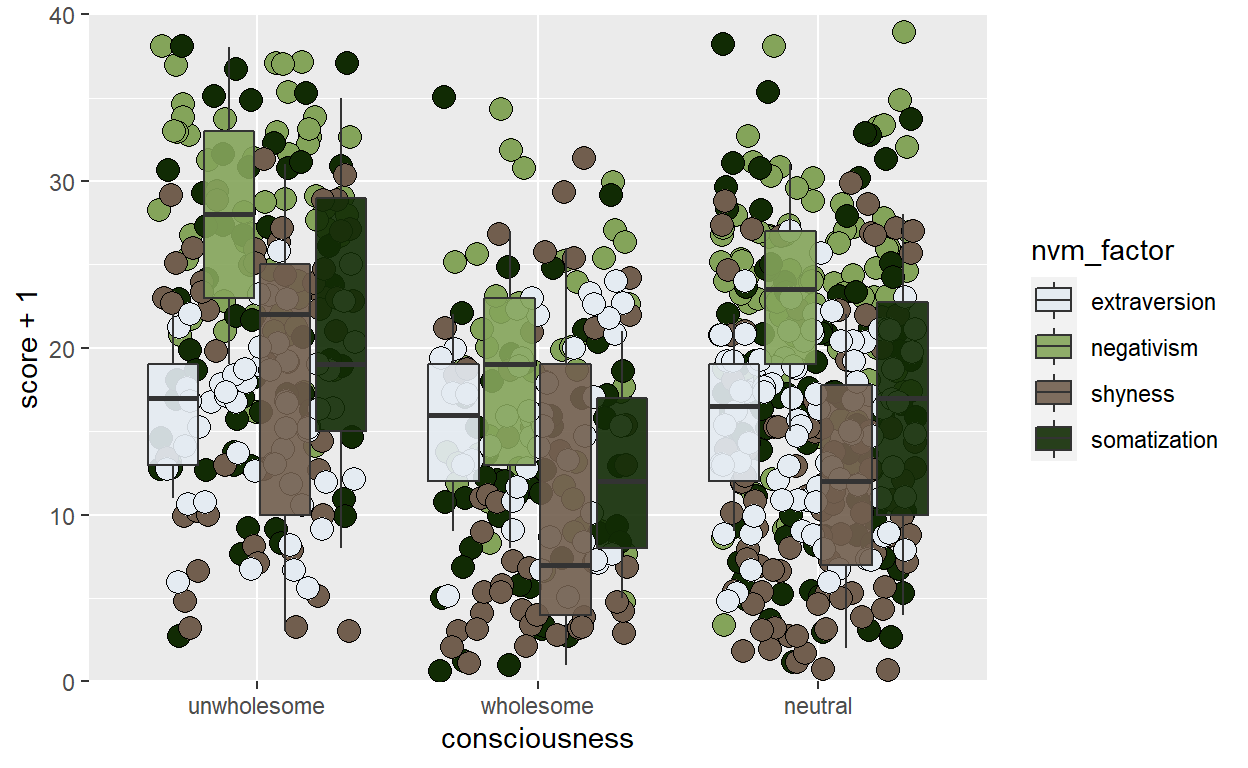 40
30
20
10
0
score + 1
unwholesome
wholesome
neutral
consciousness
nvm_factor
extraversion
negativism
shyness
somatization